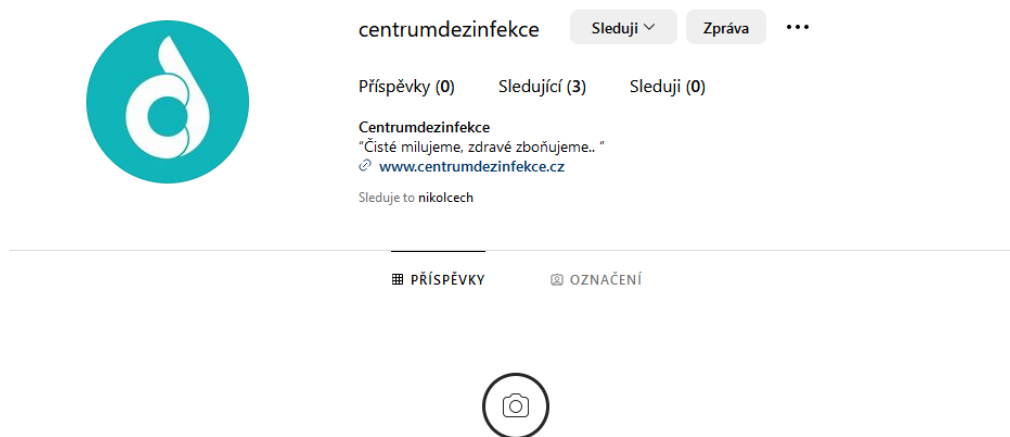 centrumdezinfekce Sleduji Zpráva
Příspěvky (0) Sledující (3) Sleduji (0)
Centrumdezinfekce
"Čisté milujeme, zdravé zboňujeme.. "
www.centrumdezinfekce.cz
Sleduje to nikolcech
PŘÍSPĚVKY OZNAČENÍ